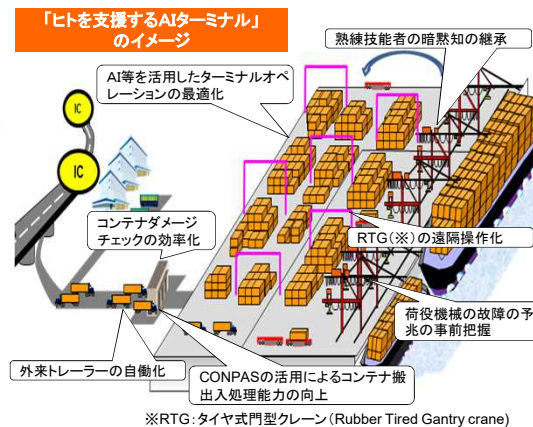 「ヒトを支援するAIターミナル」
のイメージ
熟練技能者の暗黙知の継承
AI等を活用したターミナルオペ
レーションの最適化
IC
IC
コンテナダメージ
チェックの効率化
RTG(※)の遠隔操作化
荷役機械の故障の予
兆の事前把握
外来トレーラーの自働化
CONPASの活用によるコンテナ搬
出入処理能力の向上
※RTG:タイヤ式門型クレーン(Rubber Tired Gantry crane)